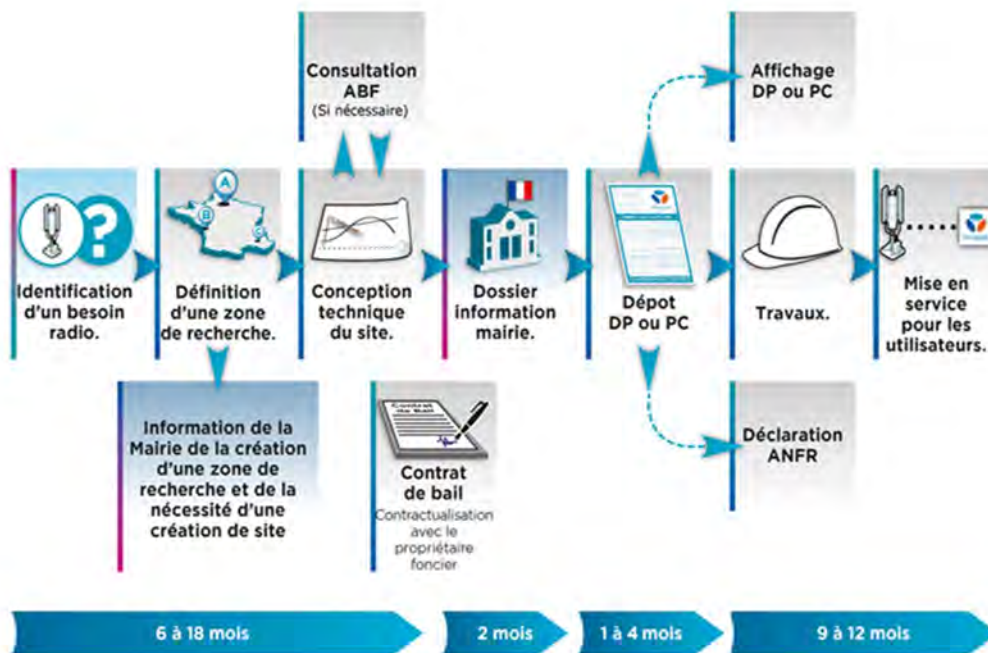 Consultation
ABF
(Si nécessaire)
Affichage
DP ou PC
A
B
C
Identification
d'un besoin
radio.
Définition
d'une zone
de recherche.
Conception
technique
du site.
Dossier
information
mairie.
Dépot
DP ou PC
Travaux.
Mise en
service
pour les
utilisateurs.
Information de la
Mairie de la création
d'une zone de
recherche et de la
nécessité d'une
création de site
Contrat
de Bail
Contrat
de bail
Contractualisation
avec le
propriétaire
foncier
Déclaration
ANFR
6 à 18 mois
2 mois
1 à 4 mois
9 à 12 mois